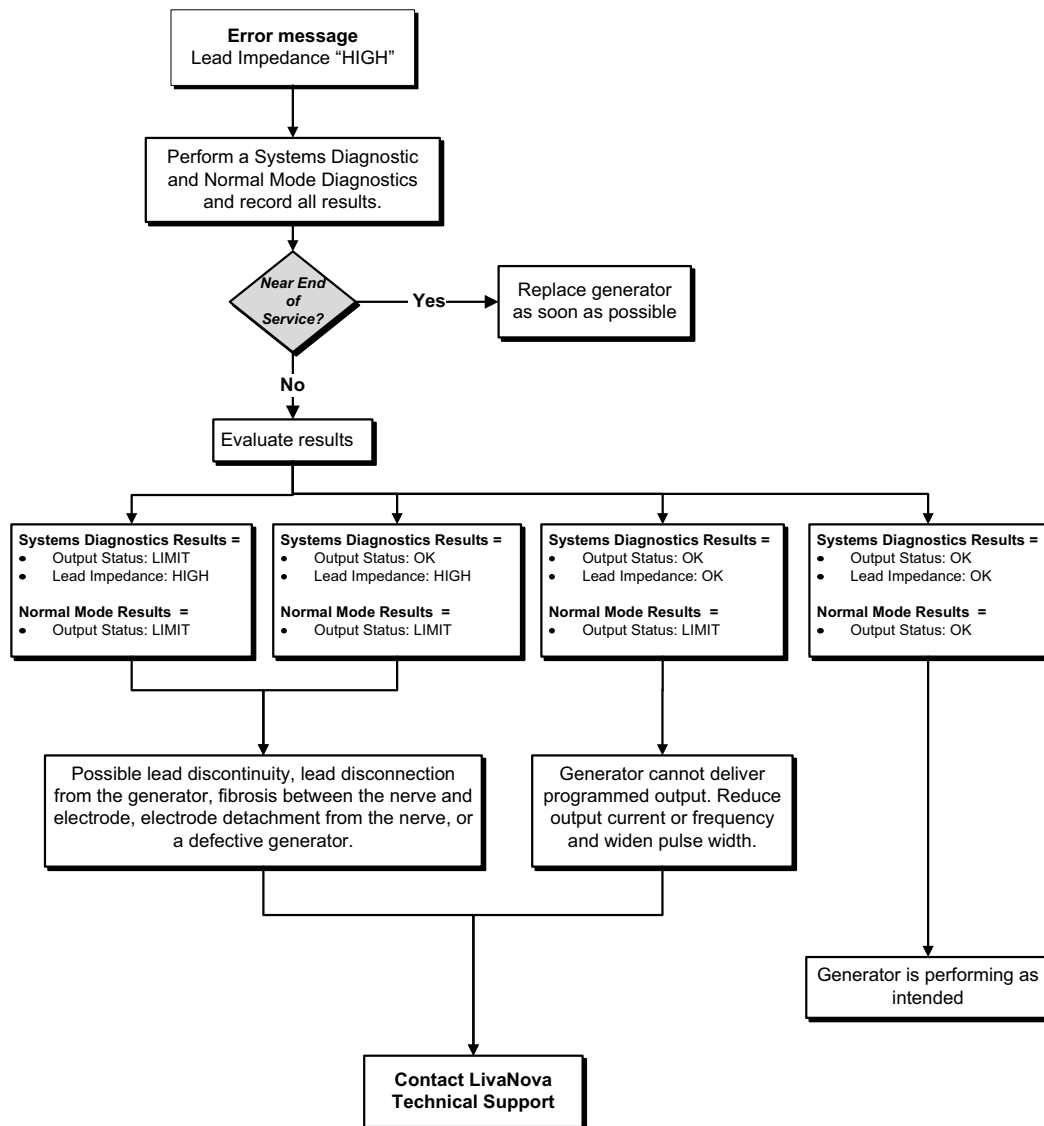 Error message
Lead Impedance “HIGH”
Perform a Systems Diagnostic
and Normal Mode Diagnostics
and record all results.
Near End
of
Service?
Yes
Replace generator
as soon as possible
No
Evaluate results
Systems Diagnostics Results =
• Output Status: LIMIT
• Lead Impedance: HIGH
Normal Mode Results =
• Output Status: LIMIT
Systems Diagnostics Results =
• Output Status: OK
• Lead Impedance: HIGH
Normal Mode Results =
• Output Status: LIMIT
Systems Diagnostics Results =
• Output Status: OK
• Lead Impedance: OK
Normal Mode Results =
• Output Status: LIMIT
Systems Diagnostics Results =
• Output Status: OK
• Lead Impedance: OK
Normal Mode Results =
• Output Status: OK
Possible lead discontinuity, lead disconnection
from the generator, fibrosis between the nerve and
electrode, electrode detachment from the nerve, or
a defective generator.
Generator cannot deliver
programmed output. Reduce
output current or frequency
and widen pulse width.
Generator is performing as
intended
Contact LivaNova
Technical Support